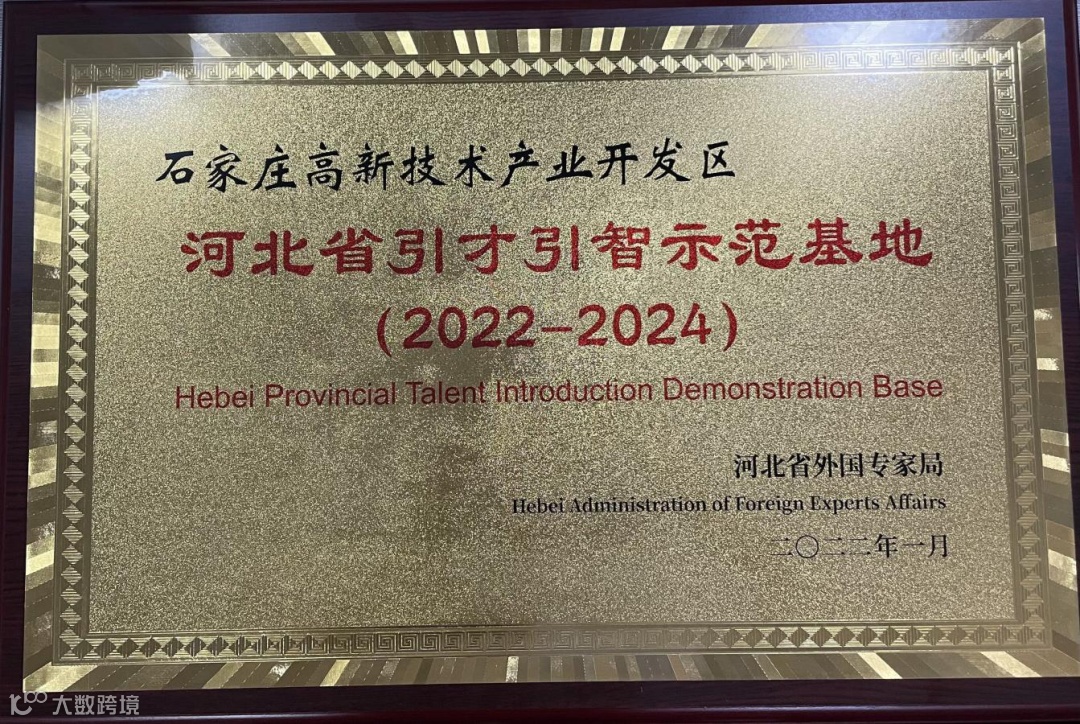 石家庄高新技术产业开发区
河北省引才引智示范基地
（2022—2024）
Hebei Provincial Talent Introduction Demonstration Base
河北省外国专家局
Hebei Administration of Foreign Experts Affairs
二〇二二年一月
大数跨境